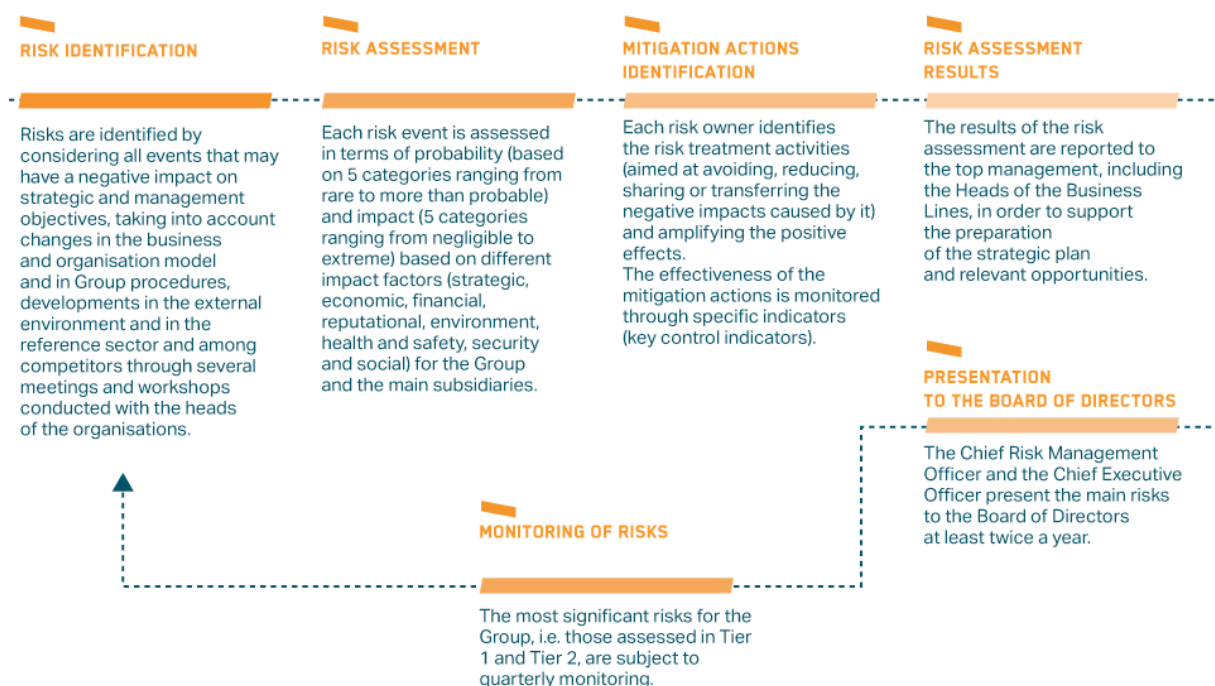 RISK IDENTIFICATION
Risks are identified by
considering all events that may
have a negative impact on
strategic and management
objectives, taking into account
changes in the business
and organisation model
and in Group procedures,
developments in the external
environment and in the
reference sector and among
competitors through several
meetings and workshops
conducted with the heads
of the organisations.
RISK ASSESSMENT
Each risk event is assessed
in terms of probability (based
on 5 categories ranging from
rare to more than probable)
and impact (5 categories
ranging from negligible to
extreme) based on different
impact factors (strategic,
economic, financial,
reputational, environment,
health and safety, security
and social) for the Group
and the main subsidiaries.
MITIGATION ACTIONS
IDENTIFICATION
Each risk owner identifies
the risk treatment activities
(aimed at avoiding, reducing,
sharing or transferring the
negative impacts caused by it)
and amplifying the positive
effects.
The effectiveness of the
mitigation actions is monitored
through specific indicators
(key control indicators).
RISK ASSESSMENT
RESULTS
The results of the risk
assessment are reported to
the top management, including
the Heads of the Business
Lines, in order to support
the preparation
of the strategic plan
and relevant opportunities.
PRESENTATION
TO THE BOARD OF DIRECTORS
The Chief Risk Management
Officer and the Chief Executive
Officer present the main risks
to the Board of Directors
at least twice a year.
MONITORING OF RISKS
The most significant risks for the
Group, i.e. those assessed in Tier
1 and Tier 2, are subject to
quarterly monitoring.